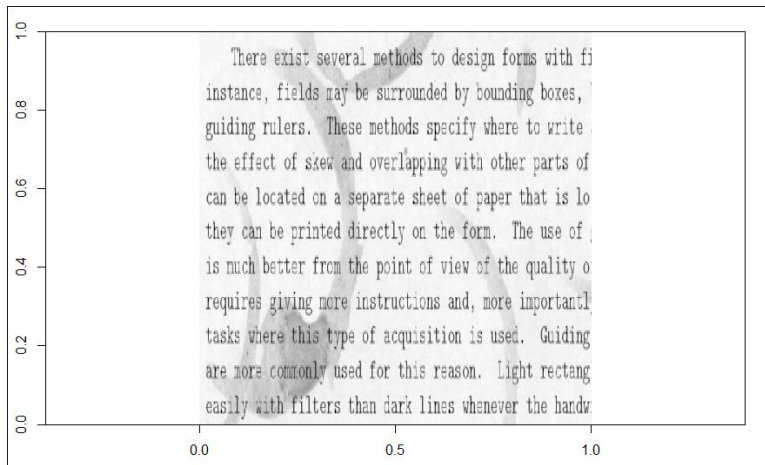 There exist several methods to design forms with fi
instance, fields may be surrounded by bounding boxes,
guiding rulers. These methods specify where to write
the effect of skew and overlapping with other parts of
can be located on a separate sheet of paper that is lo
they can be printed directly on the form. The use of
is much better from the point of view of the quality o
requires giving more instructions and, more importantly
tasks where this type of acquisition is used. Guiding
are more commonly used for this reason. Light rectang
easily with filters than dark lines whenever the handw
0.0 0.2 0.4 0.6 0.8 1.0
0.0 0.5 1.0